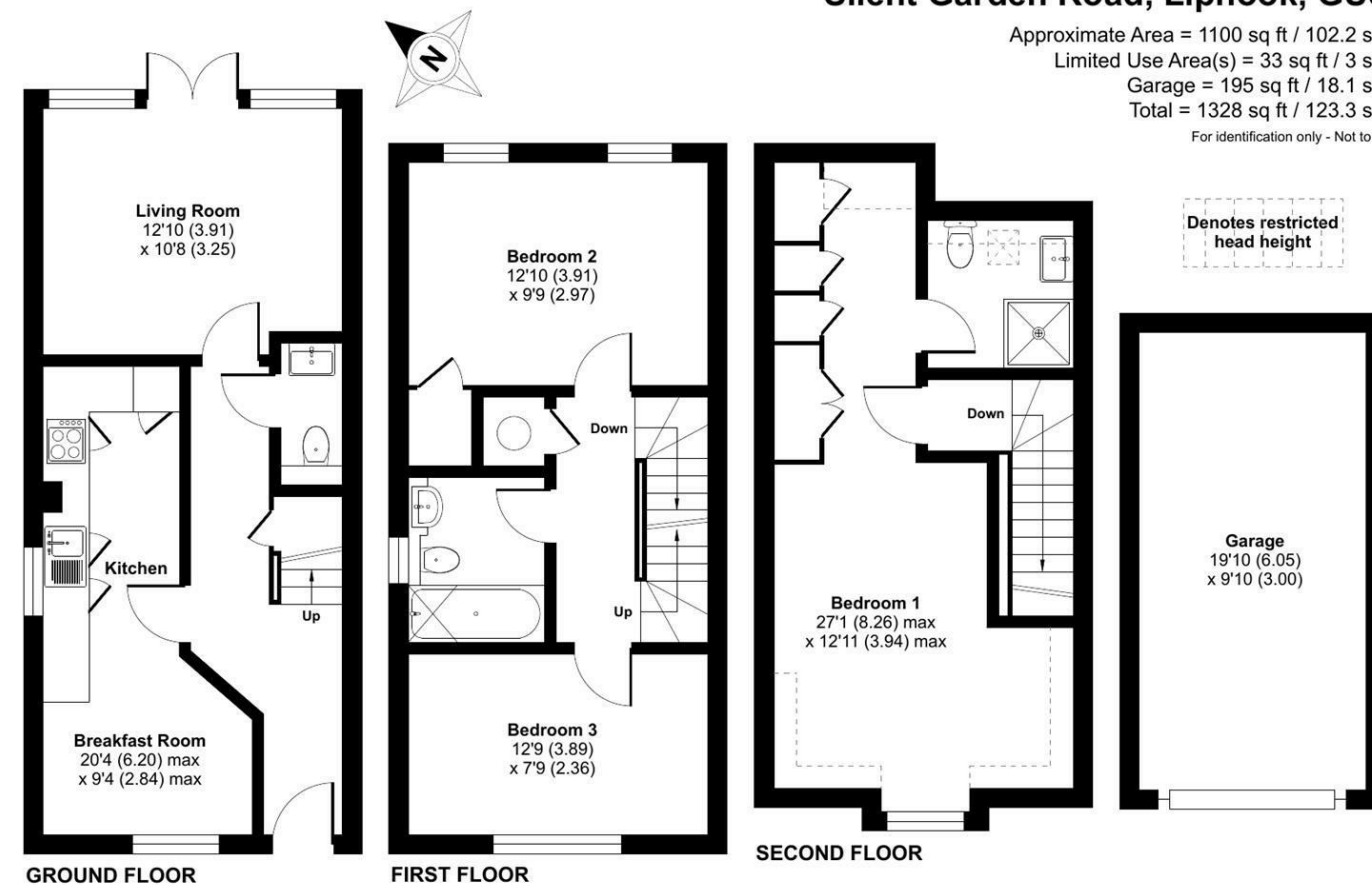 Approximate Area = 1100 sq ft / 102.2 s
Limited Use Area(s) = 33 sq ft / 3 s
Garage = 195 sq ft / 18.1 s
Total = 1328 sq ft / 123.3 s
For identification only - Not to
N
Living Room
12'10 (3.91)
x 10'8 (3.25)
Kitchen
Up
Breakfast Room
20'4 (6.20) max
x 9'4 (2.84) max
GROUND FLOOR
Bedroom 2
12'10 (3.91)
x 9'9 (2.97)
Down
Up
Bedroom 3
12'9 (3.89)
x 7'9 (2.36)
FIRST FLOOR
Down
Bedroom 1
27'1 (8.26) max
x 12'11 (3.94) max
SECOND FLOOR
Denotes restricted
head height
Garage
19'10 (6.05)
x 9'10 (3.00)